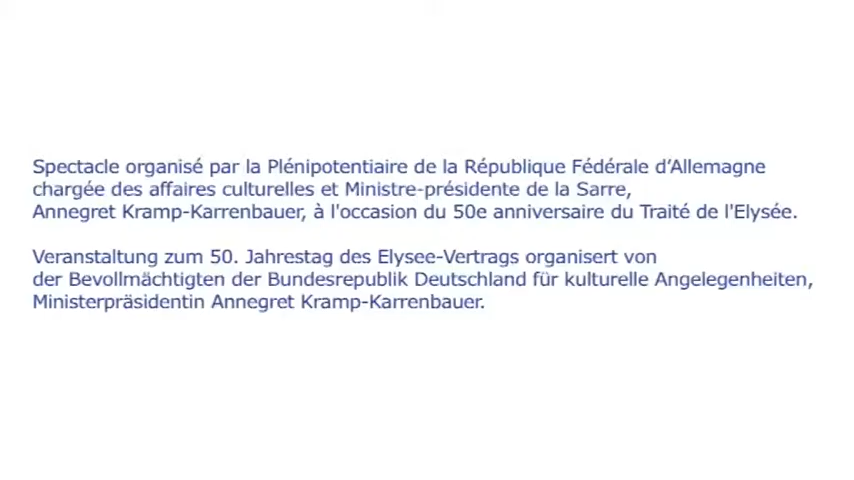 Spectacle organisé par la Plénipotentiaire de la République Fédérale d’Allemagne
chargée des affaires culturelles et Ministre-présidente de la Sarre,
Annegret Kramp-Karrenbauer, à l'occasion du 50e anniversaire du Traité de l'Elysée.
Veranstaltung zum 50. Jahrestag des Elysee-Vertrags organisert von
der Bevollmächtigten der Bundesrepublik Deutschland für kulturelle Angelegenheiten,
Ministerpräsidentin Annegret Kramp-Karrenbauer.